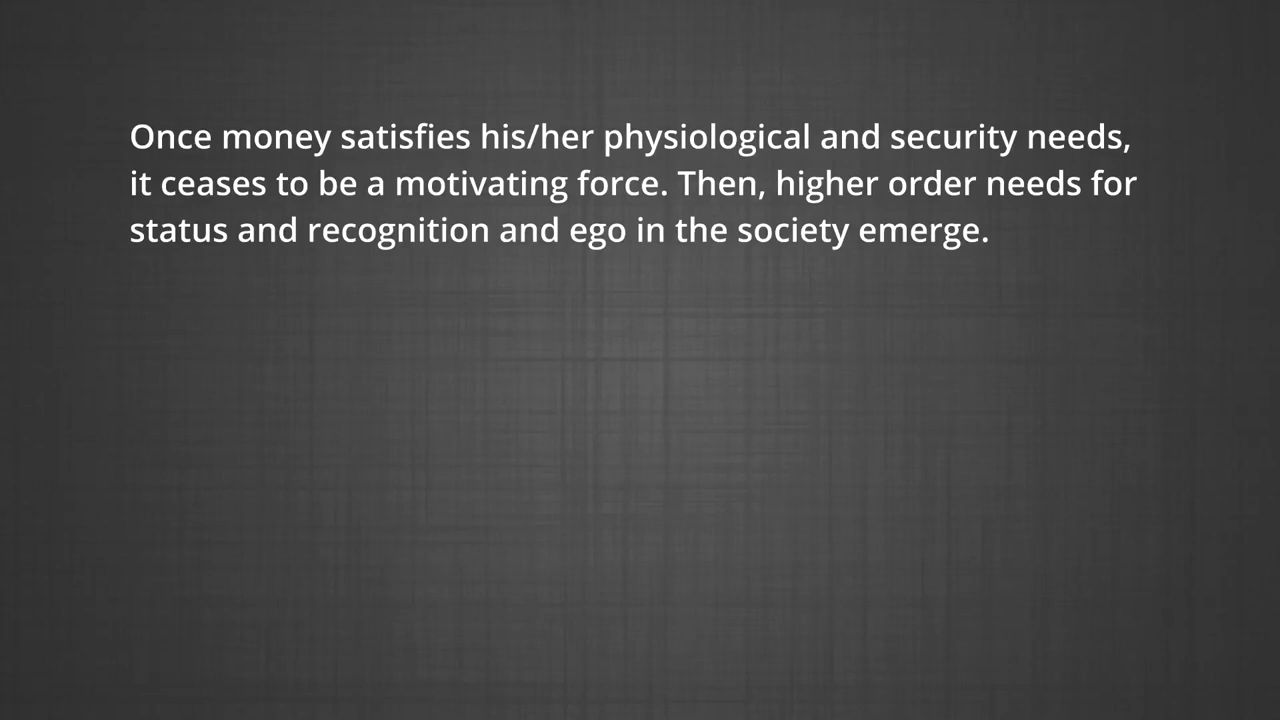 Once money satisfies his/her physiological and security needs,
it ceases to be a motivating force. Then, higher order needs for
status and recognition and ego in the society emerge.